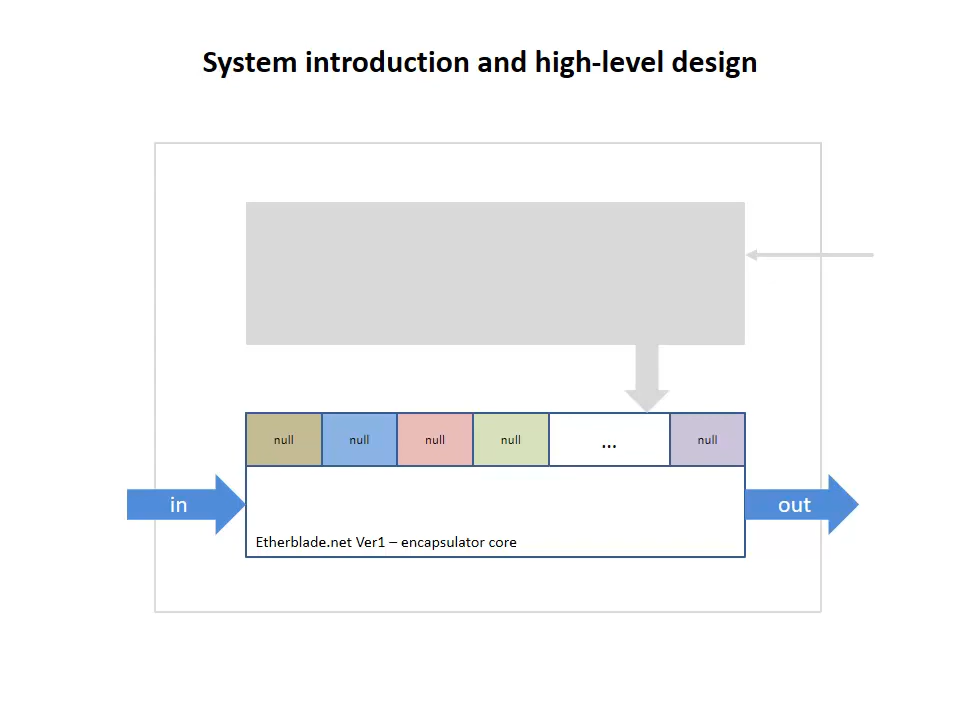 System introduction and high-level design
null null null null ... null
in
out
Etherblade.net Ver1 – encapsulator core